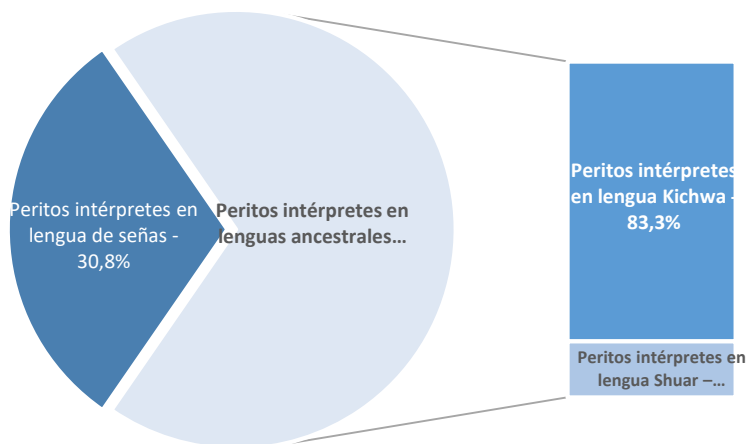 Peritos intérpretes en
lengua de señas -
30,8%
Peritos intérpretes en
lenguas ancestrales…
Peritos intérpretes
en lengua Kichwa -
83,3%
Peritos intérpretes en
lengua Shuar –…